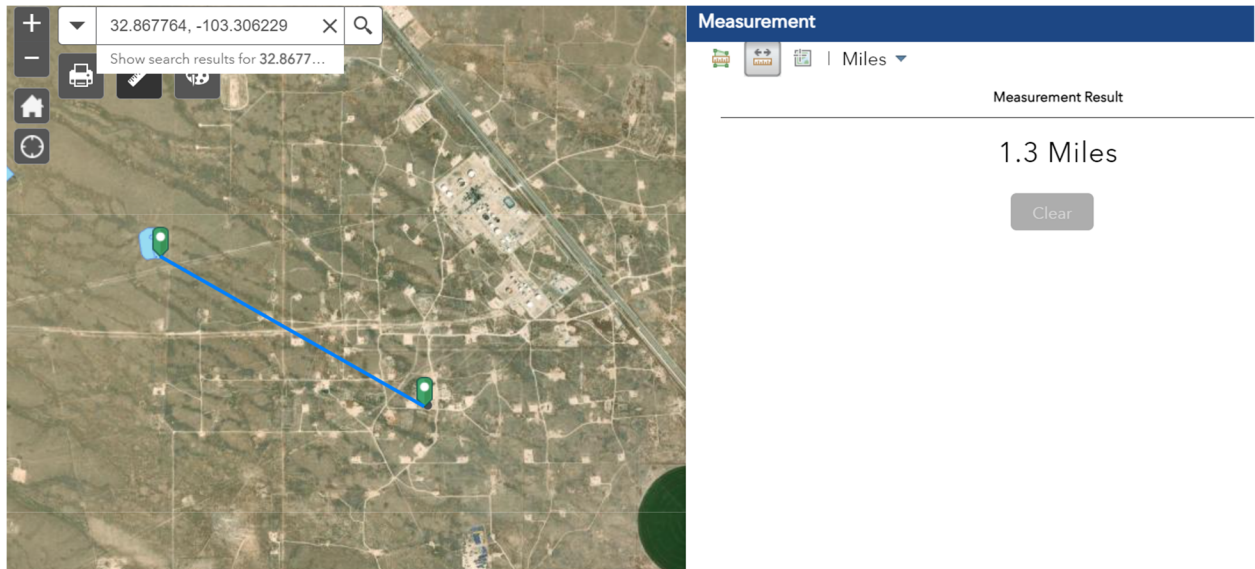 32.867764, -103.306229
Show search results for 32.8677...
Measurement
Miles
Measurement Result
1.3 Miles
Clear